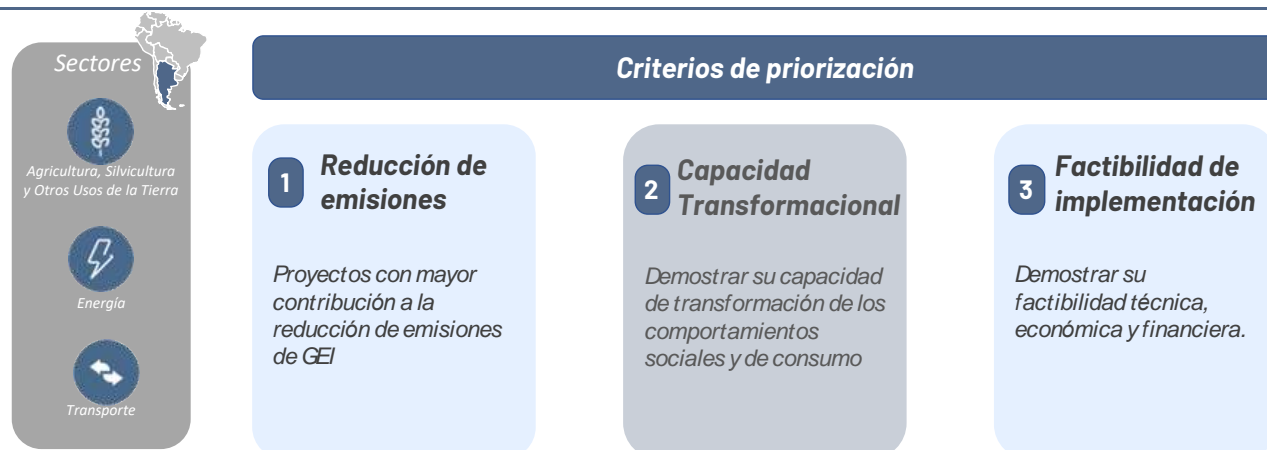 Sectores
Agricultura, Silvicultura
y Otros Usos de la Tierra
Energía
Transporte
Criterios de priorización
1
Reducción de
emisiones
Proyectos con mayor
contribución a la
reducción de emisiones
de GEI
2
Capacidad
Transformacional
Demostrar su capacidad
de transformación de los
comportamientos
sociales y de consumo
3
Factibilidad de
implementación
Demostrar su
factibilidad técnica,
económica y financiera.